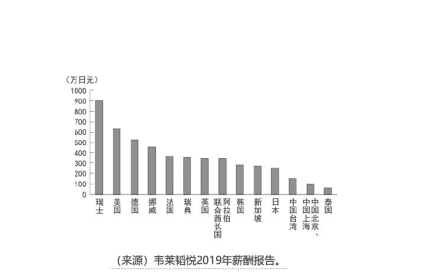 （万日元）
1000
900
800
700
600
500
400
300
200
100
0
瑞士
美国
德国
挪威
法国
瑞典
英国
阿拉伯
联合酋长国
韩国
新加坡
日本
中国台湾
中国北京、
中国上海
泰国
（来源）韦莱韬悦2019年薪酬报告。